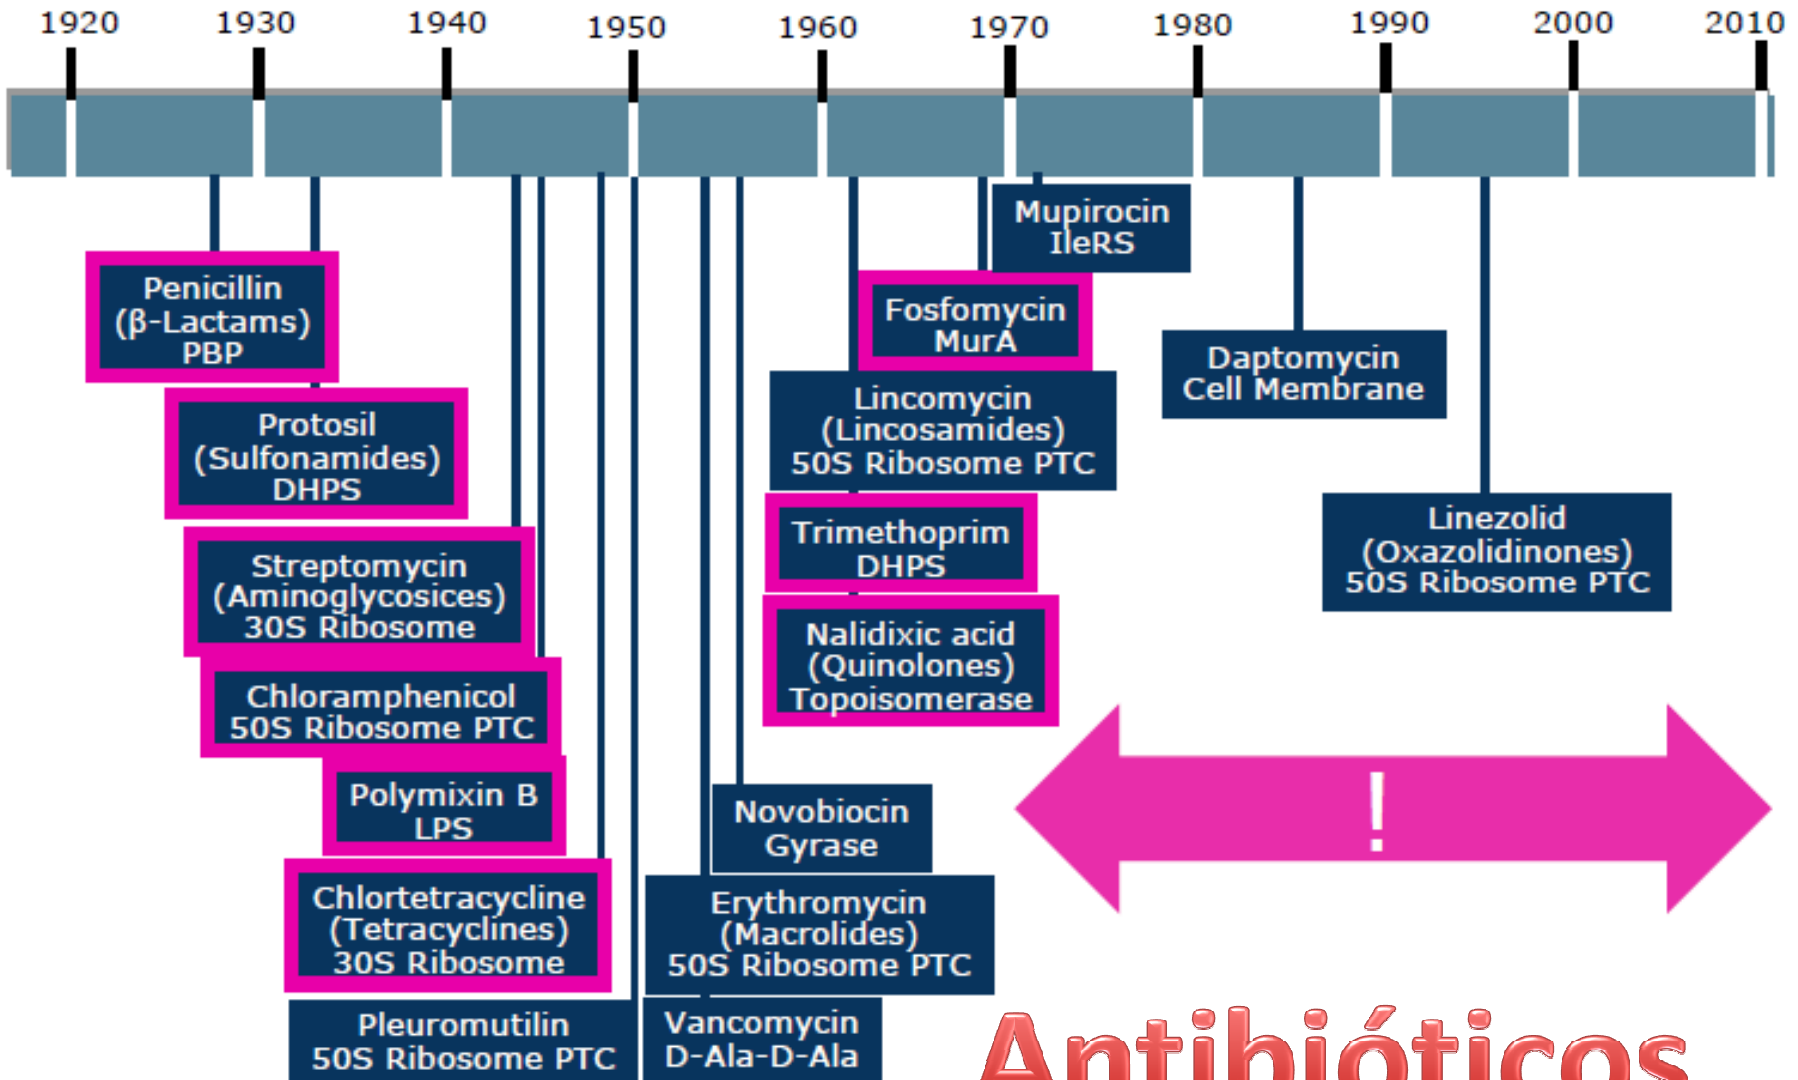 1920 1930 1940 1950 1960 1970 1980 1990 2000 2010
Penicillin
(β-Lactams)
PBP
Protosil
(Sulfonamides)
DHPS
Streptomycin
(Aminoglycosices)
30S Ribosome
Chloramphenicol
50S Ribosome PTC
Polymixin B
LPS
Chlortetracycline
(Tetracyclines)
30S Ribosome
Pleuromutilin
50S Ribosome PTC
Mupirocin
IleRS
Fosfomycin
MurA
Lincomycin
(Lincosamides)
50S Ribosome PTC
Trimethoprim
DHPS
Nalidixic acid
(Quinolones)
Topoisomerase
Novobiocin
Gyrase
Erythromycin
(Macrolides)
50S Ribosome PTC
Vancomycin
D-Ala-D-Ala
Daptomycin
Cell Membrane
Linezolid
(Oxazolidinones)
50S Ribosome PTC
!
Antibióticos